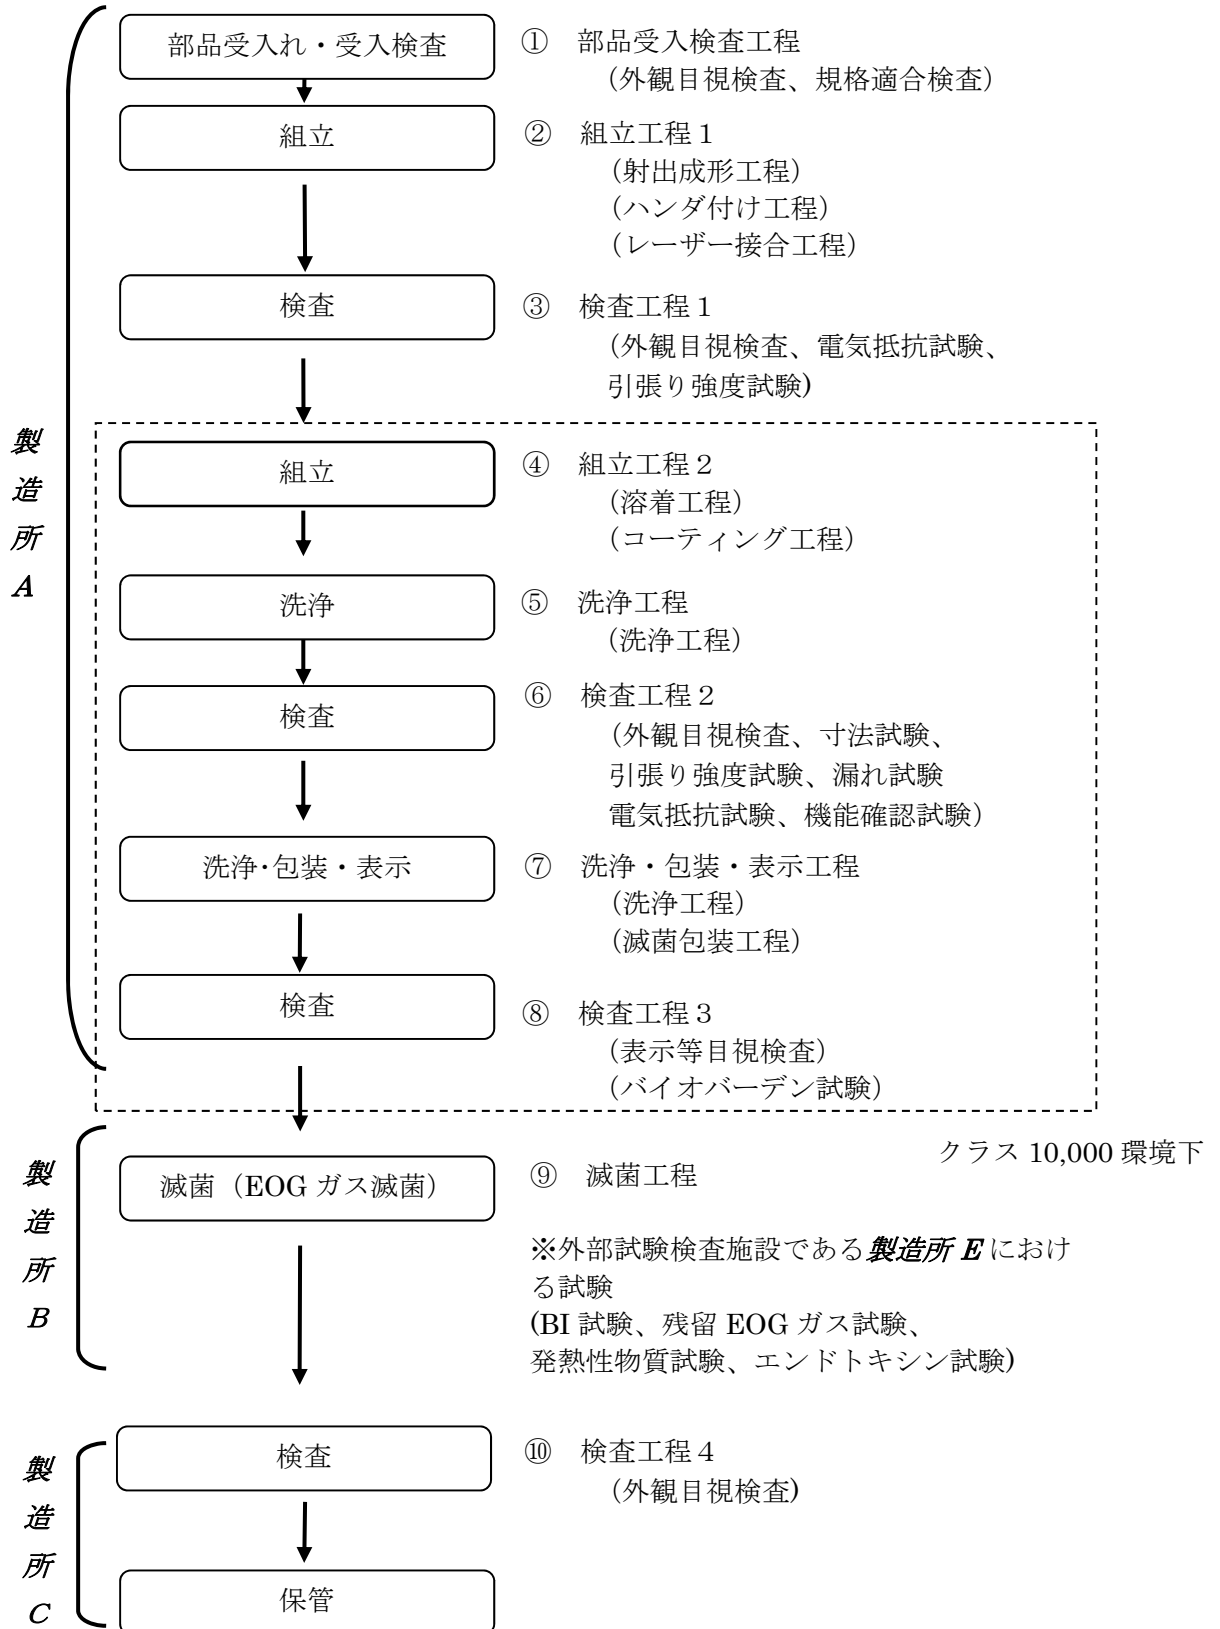 部品受入れ・受入検査
① 部品受入検査工程
（外観目視検査、規格適合検査）
組立
② 組立工程１
（射出成形工程）
（ハンダ付け工程）
（レーザー接合工程）
検査
③ 検査工程１
（外観目視検査、電気抵抗試験、
引張り強度試験)
製造所A
組立
④ 組立工程２
（溶着工程）
（コーティング工程）
洗浄
⑤ 洗浄工程
（洗浄工程）
検査
⑥ 検査工程２
（外観目視検査、寸法試験、
引張り強度試験、漏れ試験
電気抵抗試験、機能確認試験）
洗浄･包装・表示
⑦ 洗浄・包装・表示工程
（洗浄工程）
（滅菌包装工程）
検査
⑧ 検査工程３
（表示等目視検査）
（バイオバーデン試験）
クラス 10,000 環境下
製造所B
滅菌（EOG ガス滅菌）
⑨ 滅菌工程
※外部試験検査施設である製造所 E におけ
る試験
(BI 試験、残留 EOG ガス試験、
発熱性物質試験、エンドトキシン試験)
製造所C
検査
⑩ 検査工程４
（外観目視検査)
保管